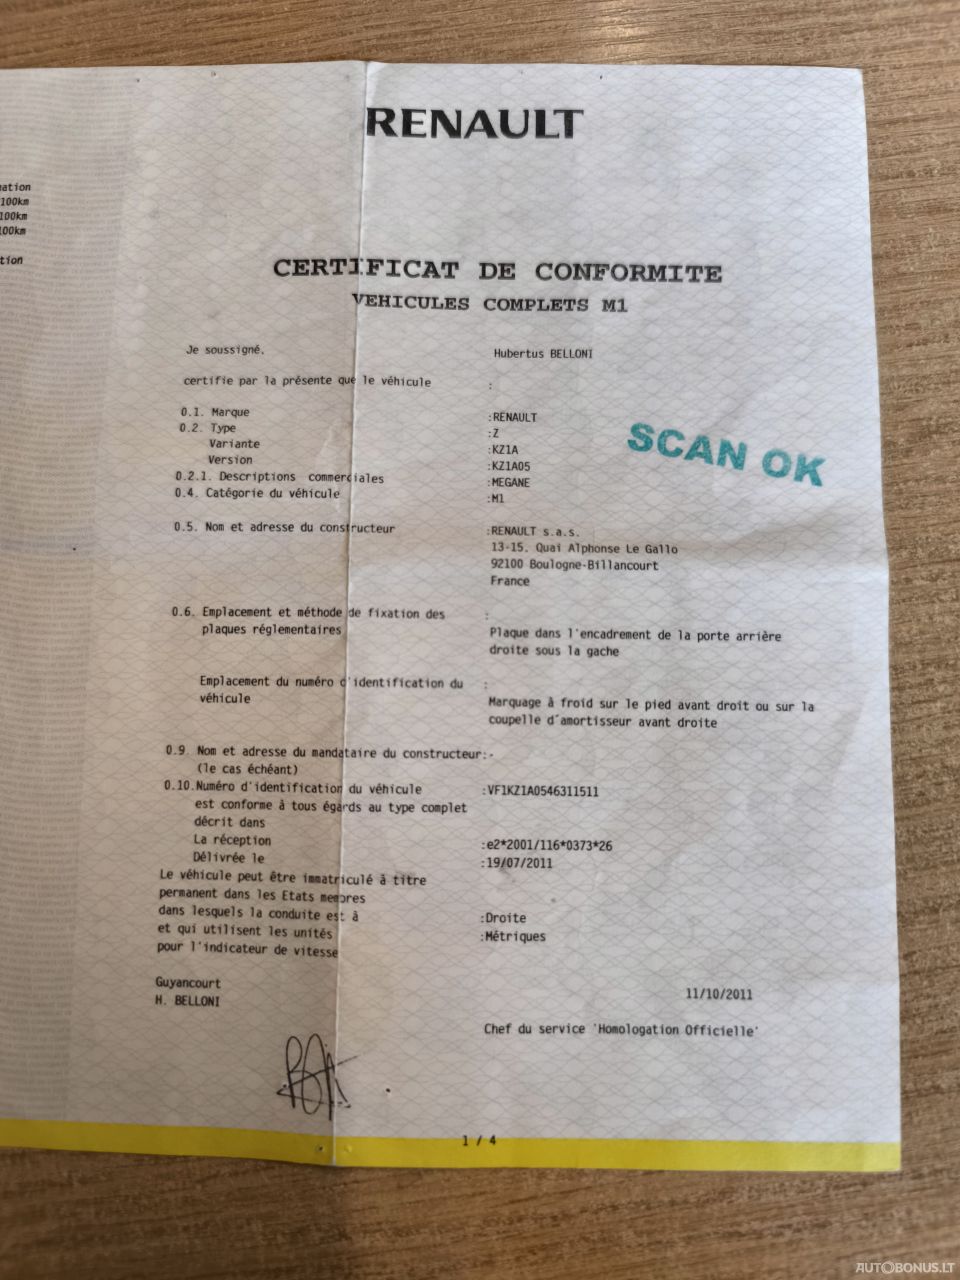 ation
100km
100km
100km
tion
RENAULT
CERTIFICAT DE CONFORMITE
VEHICULES COMPLETS M1
Je soussigné, Hubertus BELLONI
certifie par la présente que le véhicule :
0.1. Marque :RENAULT
0.2. Type :Z
Variante :KZ1A
Version :KZ1A05
0.2.1. Descriptions commerciales :MEGANE
0.4. Catégorie du véhicule :M1
SCAN OK
0.5. Nom et adresse du constructeur :RENAULT s.a.s.
13-15, Quai Alphonse Le Gallo
92100 Boulogne-Billancourt
France
0.6. Emplacement et méthode de fixation des :
plaques réglementaires Plaque dans l'encadrement de la porte arrière
droite sous la gache
Emplacement du numéro d'identification du :
véhicule Marquage à froid sur le pied avant droit ou sur la
coupelle d'amortisseur avant droite
0.9. Nom et adresse du mandataire du constructeur:-
(le cas échéant)
0.10.Numéro d'identification du véhicule :VF1KZ1A0546311511
est conforme à tous égards au type complet
décrit dans
La réception :e2*2001/116*0373*26
Délivrée le :19/07/2011
Le véhicule peut être immatriculé à titre
permanent dans les Etats membres
dans lesquels la conduite est à :Droite
et qui utilisent les unités :Métriques
pour l'indicateur de vitesse
Guyancourt
H. BELLONI 11/10/2011
Chef du service 'Homologation Officielle'
1 / 4
AUTOBONUS.LT